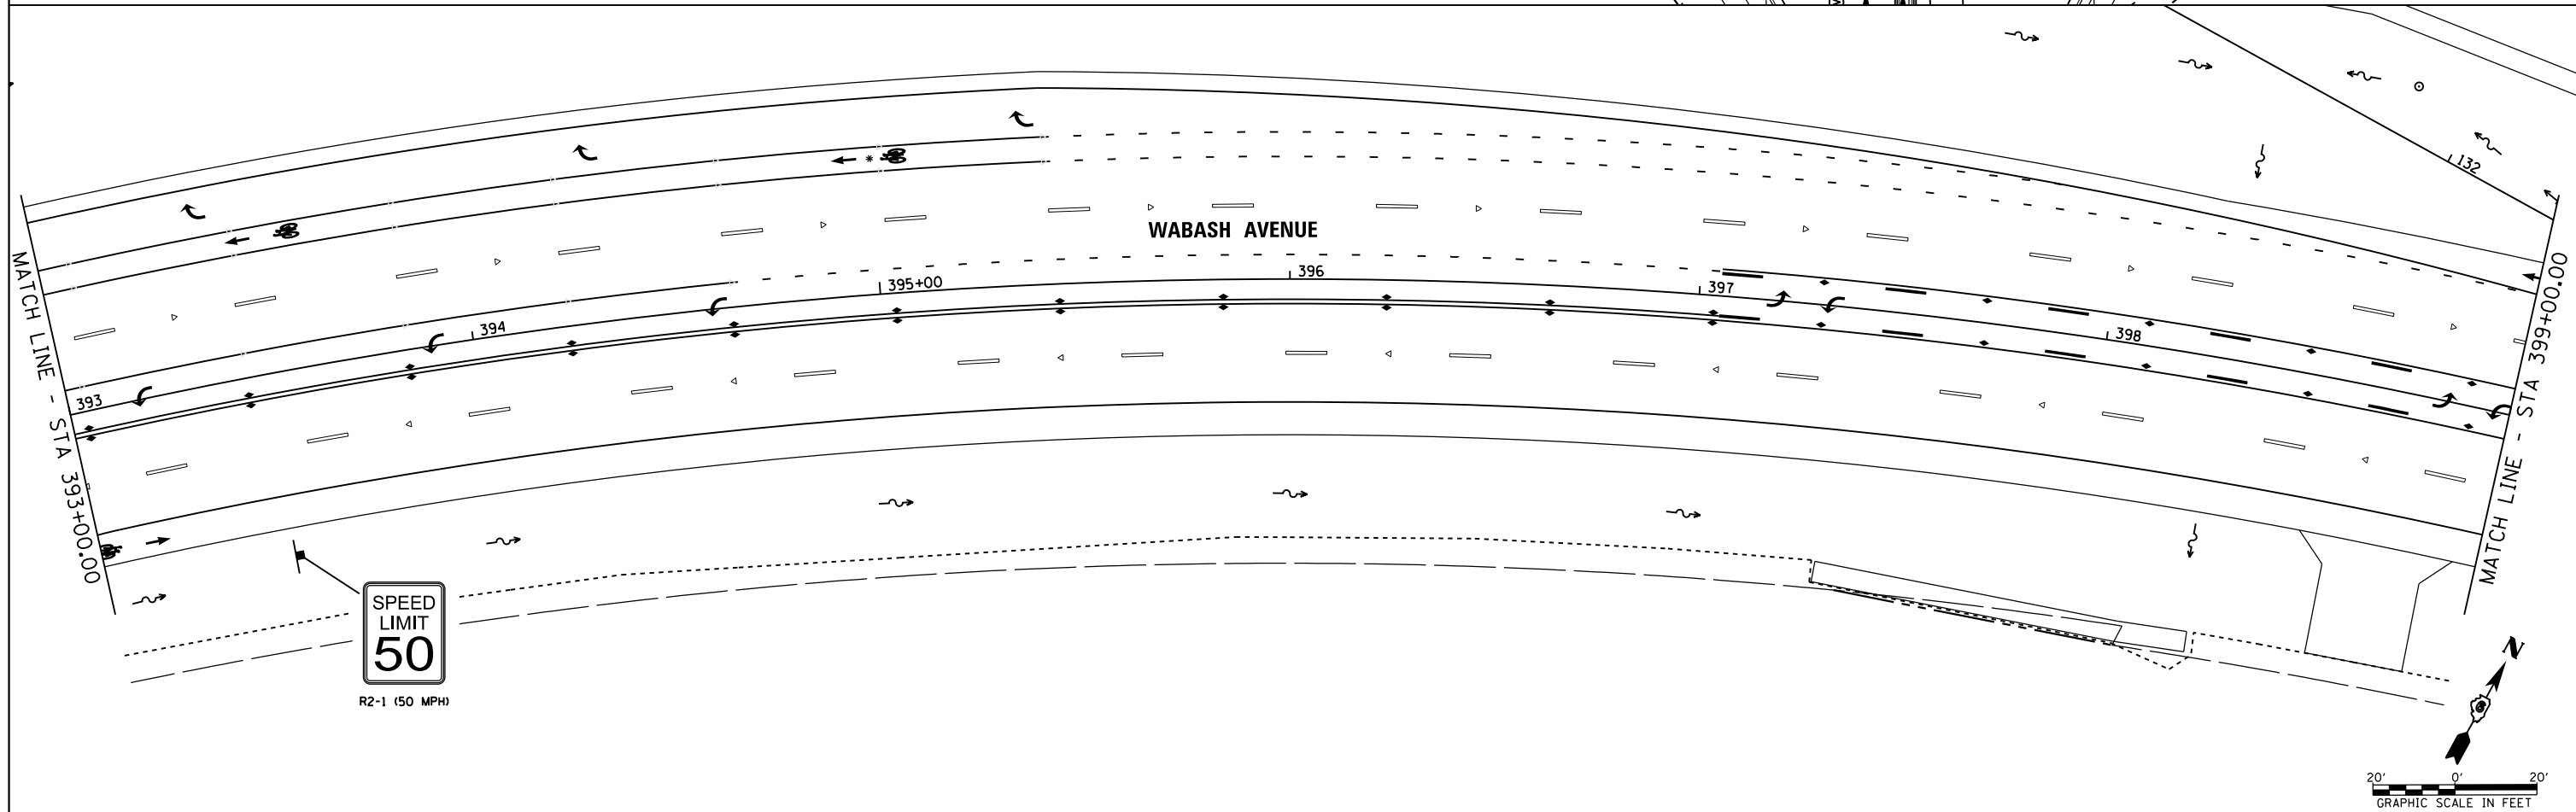 132
WABASH AVENUE
393
394
395+00
396
397
398
MATCH LINE - STA 393+00.00
MATCH LINE - STA 399+00.00
SPEED
LIMIT
50
R2-1 (50 MPH)
N
20' 0' 20'
GRAPHIC SCALE IN FEET